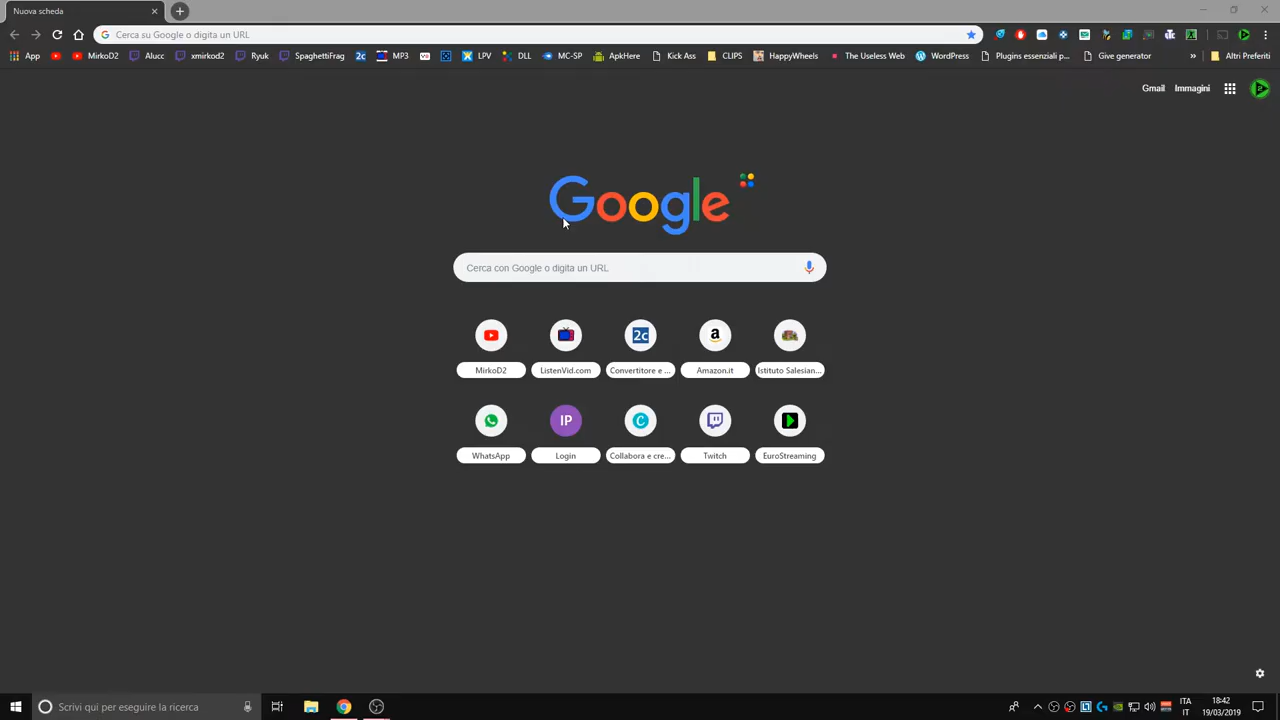 Nuova scheda
Cerca su Google o digita un URL
App MirkoD2 Alucc xmirkod2 Ryuk SpaghettiFrag 2c MP3 LPV DLL MC-SP ApkHere Kick Ass CLIPS HappyWheels The Useless Web WordPress Plugins essenziali p... Give generator » Altri Preferiti
Gmail Immagini
Google
Cerca con Google o digita un URL
2c a
MirkoD2 ListenVid.com Convertitore e ... Amazon.it Istituto Salesian...
IP C
WhatsApp Login Collabora e cre... Twitch EuroStreaming
Scrivi qui per eseguire la ricerca
ITA 18:42
IT 19/03/2019